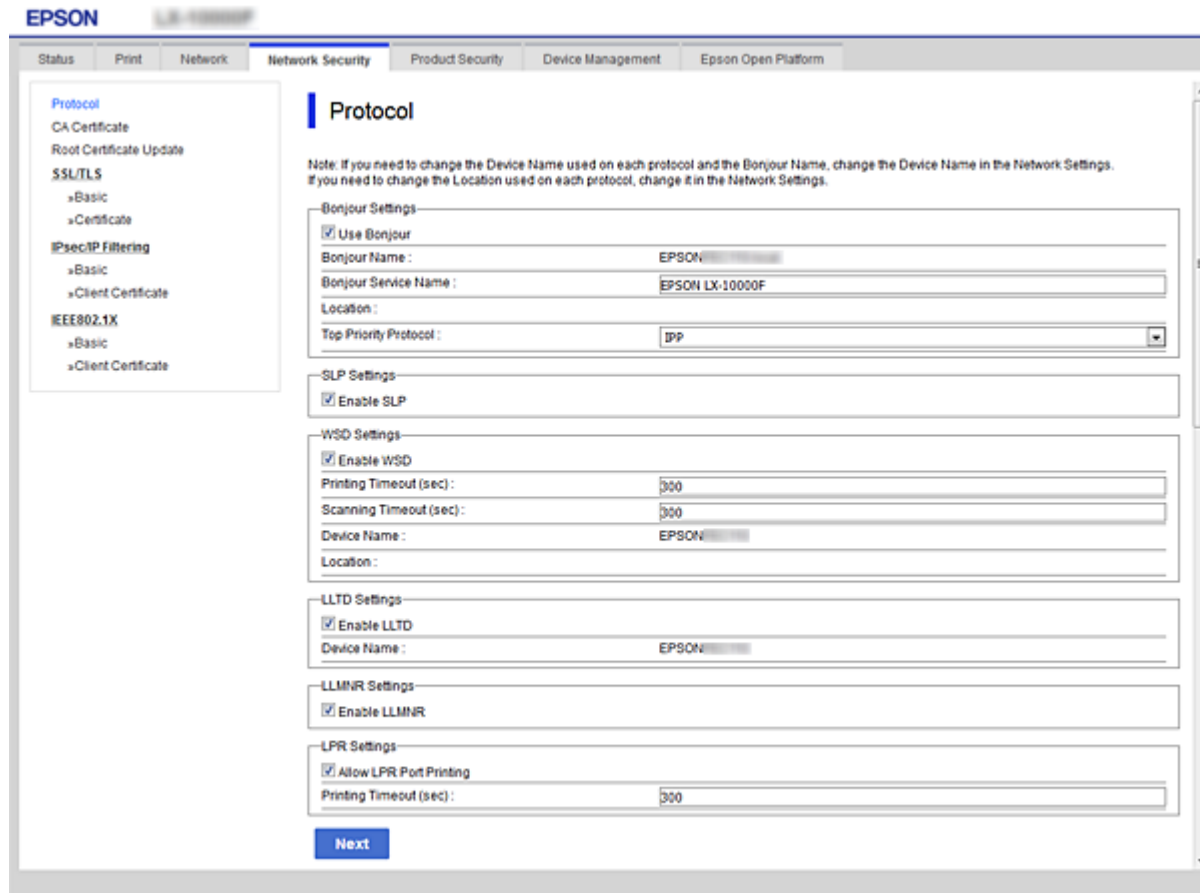 EPSON
Status Print Network Network Security Product Security Device Management Epson Open Platform
Protocol
CA Certificate
Root Certificate Update
SSL/TLS
»Basic
»Certificate
IPsec/IP Filtering
»Basic
»Client Certificate
IEEE802.1X
»Basic
»Client Certificate
Protocol
Note: If you need to change the Device Name used on each protocol and the Bonjour Name, change the Device Name in the Network Settings.
If you need to change the Location used on each protocol, change it in the Network Settings.
Bonjour Settings
Use Bonjour
Bonjour Name : EPSON
Bonjour Service Name : EPSON LX-10000F
Location :
Top Priority Protocol : IPP
SLP Settings
Enable SLP
WSD Settings
Enable WSD
Printing Timeout (sec) : 300
Scanning Timeout (sec) : 300
Device Name : EPSON
Location :
LLTD Settings
Enable LLTD
Device Name : EPSON
LLMNR Settings
Enable LLMNR
LPR Settings
Allow LPR Port Printing
Printing Timeout (sec) : 300
Next